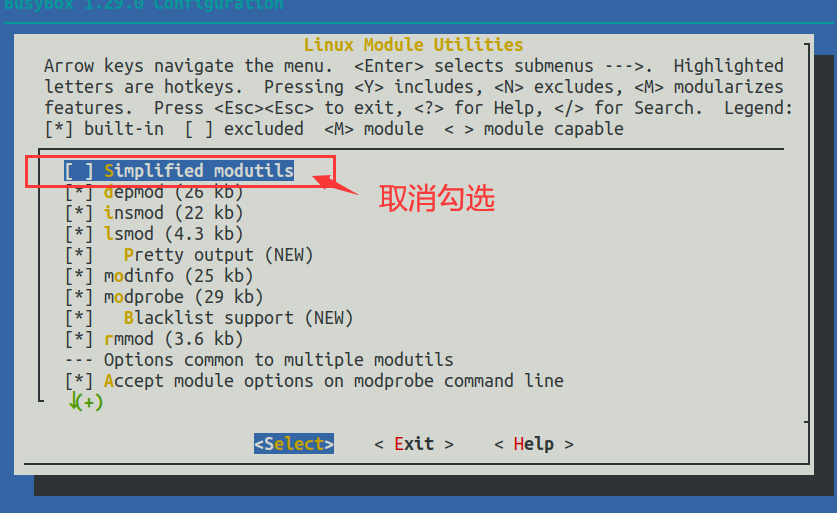 BusyBox 1.29.0 Configuration
Linux Module Utilities
Arrow keys navigate the menu.  <Enter> selects submenus --->.  Highlighted
letters are hotkeys.  Pressing <Y> includes, <N> excludes, <M> modularizes
features.  Press <Esc><Esc> to exit, <?> for Help, </> for Search.  Legend:
[*] built-in  [ ] excluded  <M> module  < > module capable
[ ] Simplified modutils
[*] depmod (26 kb)
取消勾选
[*] insmod (22 kb)
[*] lsmod (4.3 kb)
[*]   Pretty output (NEW)
[*] modinfo (25 kb)
[*] modprobe (29 kb)
[*]   Blacklist support (NEW)
[*] rmmod (3.6 kb)
--- Options common to multiple modutils
[*] Accept module options on modprobe command line
↓(+)
<Select>    < Exit >    < Help >